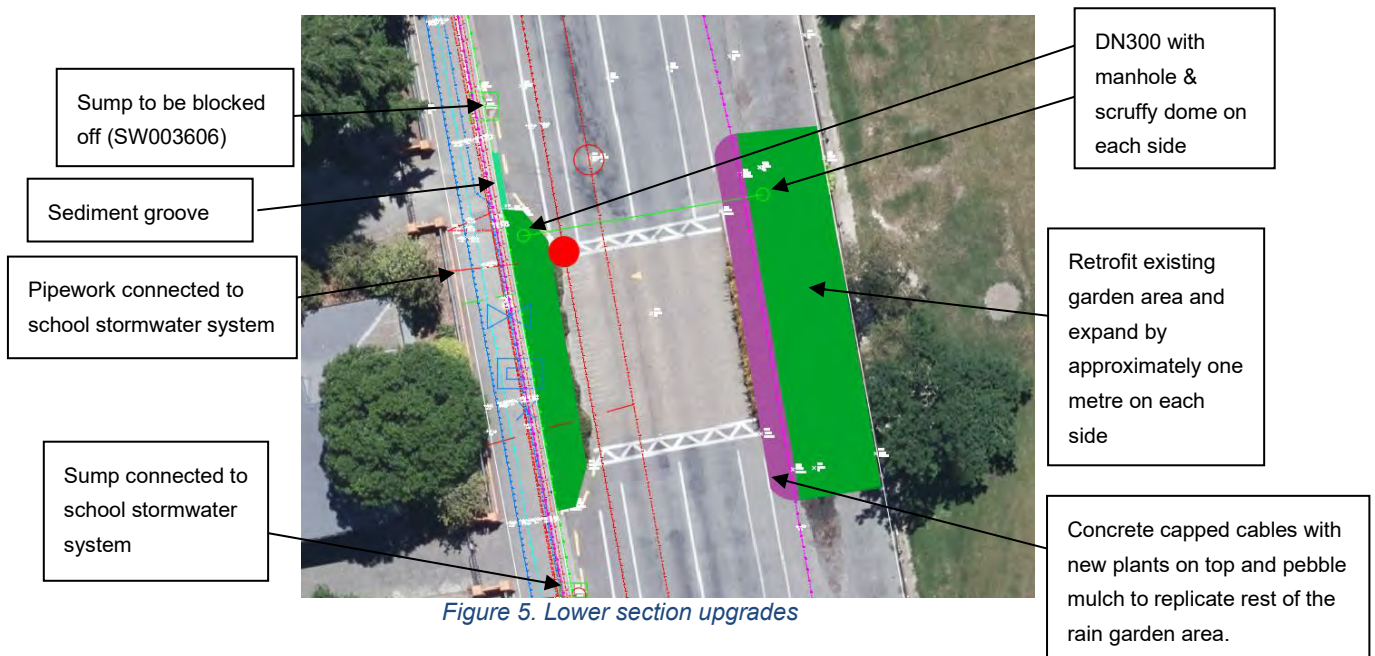 Sump to be blocked
off (SW003606)
Sediment groove
Pipework connected to
school stormwater system
Sump connected to
school stormwater
system
DN300 with
manhole &
scruffy dome on
each side
Retrofit existing
garden area and
expand by
approximately one
metre on each
side
Concrete capped cables with
new plants on top and pebble
mulch to replicate rest of the
rain garden area.
Figure 5. Lower section upgrades